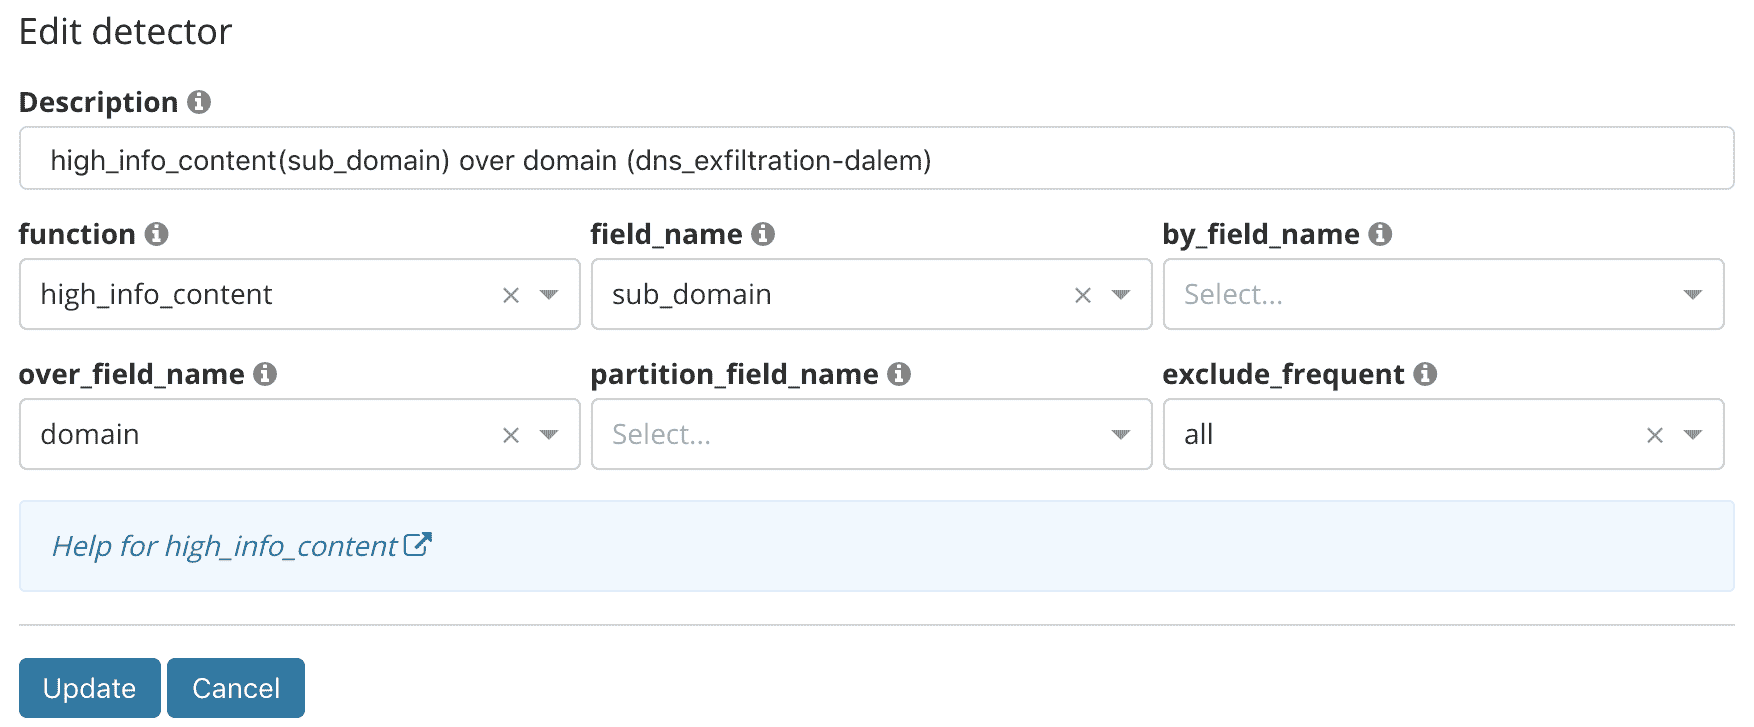 Edit detector
Description
high_info_content(sub_domain) over domain (dns_exfiltration-dalem)
function field_name by_field_name
high_info_content sub_domain Select...
over_field_name partition_field_name exclude_frequent
domain Select... all
Help for high_info_content
Update Cancel